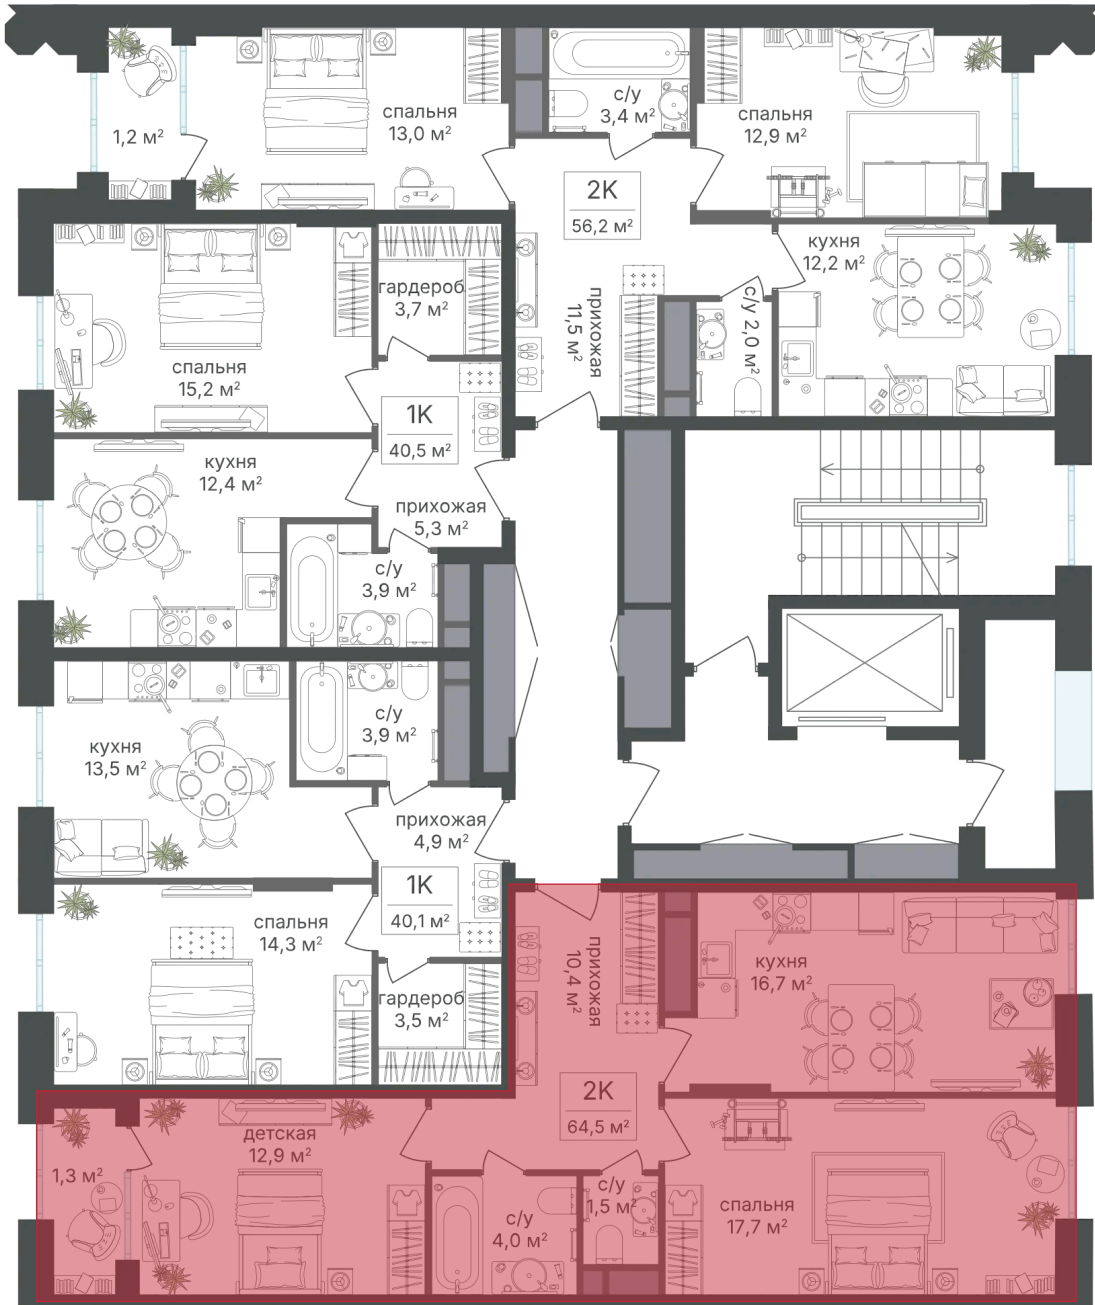 1,2 м²
спальня
13,0 м²
с/у
3,4 м²
спальня
12,9 м²
2К
56,2 м²
кухня
12,2 м²
прихожая
11,5 м²
с/у 2,0 м²
гардероб
3,7 м²
спальня
15,2 м²
1К
40,5 м²
кухня
12,4 м²
прихожая
5,3 м²
с/у
3,9 м²
с/у
3,9 м²
кухня
13,5 м²
прихожая
4,9 м²
1К
40,1 м²
спальня
14,3 м²
гардероб
3,5 м²
прихожая
10,4 м²
кухня
16,7 м²
2К
64,5 м²
детская
12,9 м²
1,3 м²
с/у
4,0 м²
с/у
1,5 м²
спальня
17,7 м²